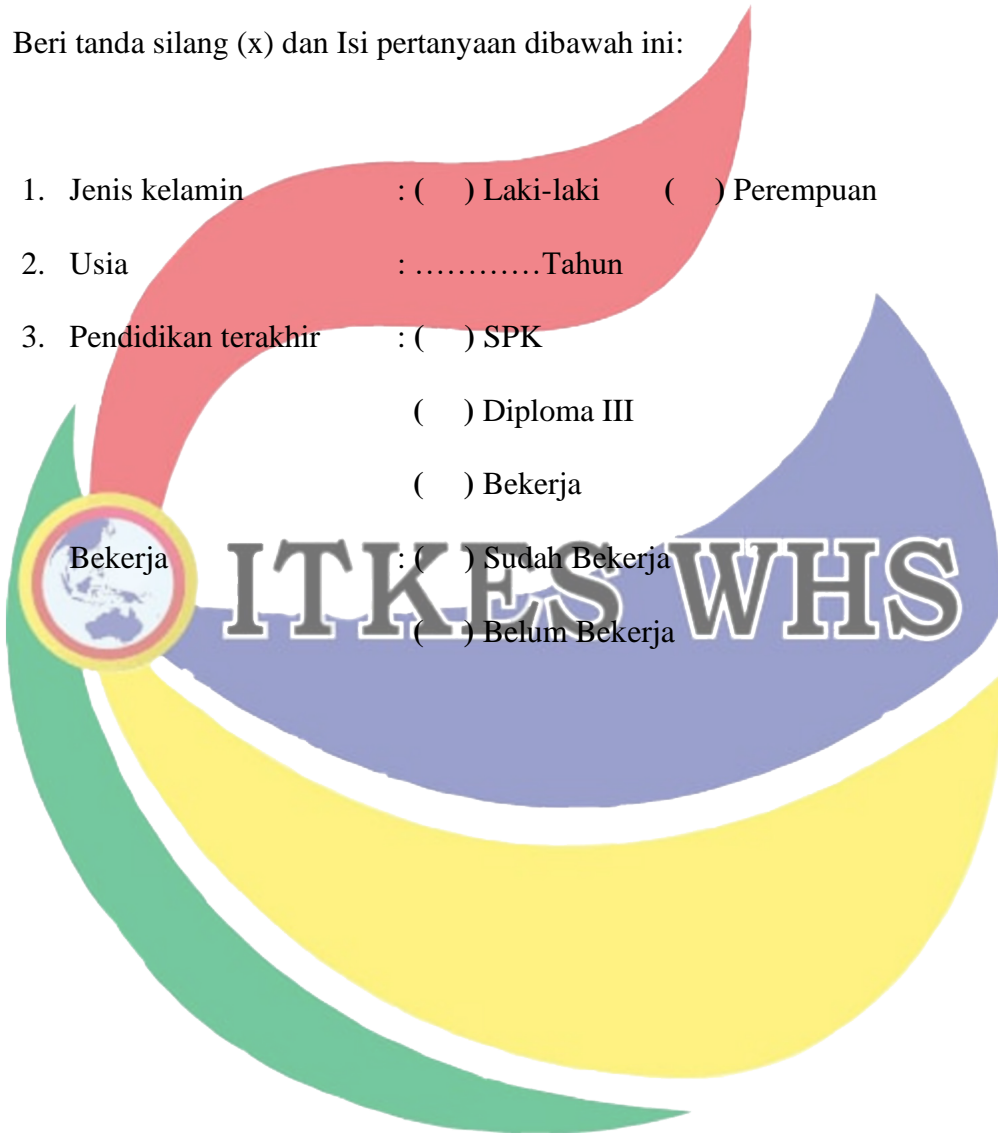 Beri tanda silang (x) dan Isi pertanyaan dibawah ini:
1. Jenis kelamin : ( ) Laki-laki ( ) Perempuan
2. Usia : …………Tahun
3. Pendidikan terakhir : ( ) SPK
( ) Diploma III
( ) Bekerja
Bekerja : ( ) Sudah Bekerja
( ) Belum Bekerja
ITKES WHS